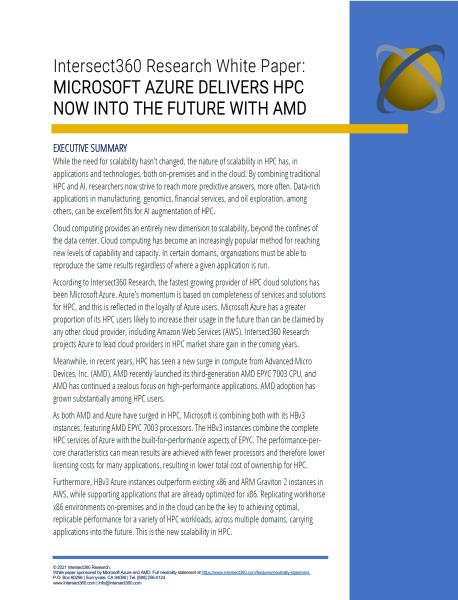 Intersect360 Research White Paper:
MICROSOFT AZURE DELIVERS HPC
NOW INTO THE FUTURE WITH AMD
EXECUTIVE SUMMARY
While the need for scalability hasn't changed, the nature of scalability in HPC has, in
applications and technologies, both on-premises and in the cloud. By combining traditional
HPC and AI, researchers now strive to reach more predictive answers, more often. Data-rich
applications in manufacturing, genomics, financial services, and oil exploration, among
others, can be excellent fits for AI augmentation of HPC.
Cloud computing provides an entirely new dimension to scalability, beyond the confines of
the data center. Cloud computing has become an increasingly popular method for reaching
new levels of capability and capacity. In certain domains, organizations must be able to
reproduce the same results regardless of where a given application is run.
According to Intersect360 Research, the fastest growing provider of HPC cloud solutions has
been Microsoft Azure. Azure's momentum is based on completeness of services and solutions
for HPC, and this is reflected in the loyalty of Azure users. Microsoft Azure has a greater
proportion of its HPC users likely to increase their usage in the future than can be claimed by
any other cloud provider, including Amazon Web Services (AWS). Intersect360 Research
projects Azure to lead cloud providers in HPC market share gain in the coming years.
Meanwhile, in recent years, HPC has seen a new surge in compute from Advanced Micro
Devices, Inc. (AMD). AMD recently launched its third-generation AMD EPYC 7003 CPU, and
AMD has continued a zealous focus on high-performance applications. AMD adoption has
grown substantially among HPC users.
As both AMD and Azure have surged in HPC, Microsoft is combining both with its HBv3
instances, featuring AMD EPYC 7003 processors. The HBv3 instances combine the complete
HPC services of Azure with the built-for-performance aspects of EPYC. The performance-per-
core characteristics can mean results are achieved with fewer processors and therefore lower
licensing costs for many applications, resulting in lower total cost of ownership for HPC.
Furthermore, HBv3 Azure instances outperform existing x86 and ARM Graviton 2 instances in
AWS, while supporting applications that are already optimized for x86. Replicating workhorse
x86 environments on-premises and in the cloud can be the key to achieving optimal,
replicable performance for a variety of HPC workloads, across multiple domains, carrying
applications into the future. This is the new scalability in HPC.
© 2021 Intersect360 Research.
White paper sponsored by Microsoft Azure and AMD. Full neutrality statement at https://www.intersect360.com/features/neutrality-statement.
P.O. Box 60296 | Sunnyvale, CA 94088 | Tel. [888] 256-0124
www.intersect360.com | info@intersect360.com